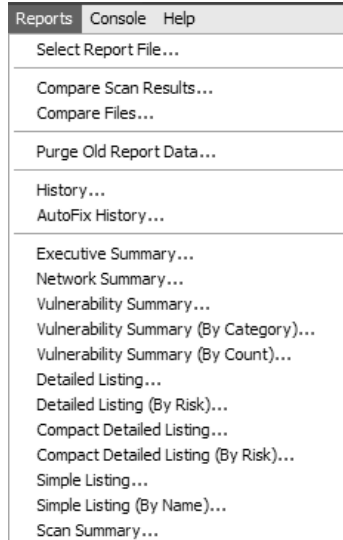 Reports Console Help
Select Report File...
Compare Scan Results...
Compare Files...
Purge Old Report Data...
History...
AutoFix History...
Executive Summary...
Network Summary...
Vulnerability Summary...
Vulnerability Summary (By Category)...
Vulnerability Summary (By Count)...
Detailed Listing...
Detailed Listing (By Risk)...
Compact Detailed Listing...
Compact Detailed Listing (By Risk)...
Simple Listing...
Simple Listing (By Name)...
Scan Summary...